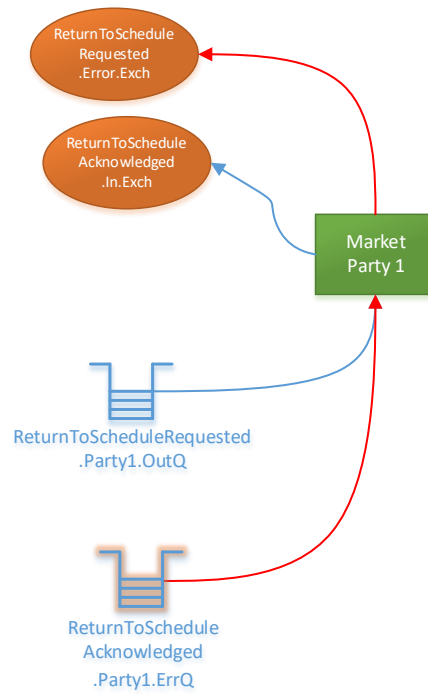 ReturnToSchedule
Requested
.Error.Exch
ReturnToSchedule
Acknowledged
.In.Exch
Market
Party 1
ReturnToScheduleRequested
.Party1.OutQ
ReturnToSchedule
Acknowledged
.Party1.ErrQ